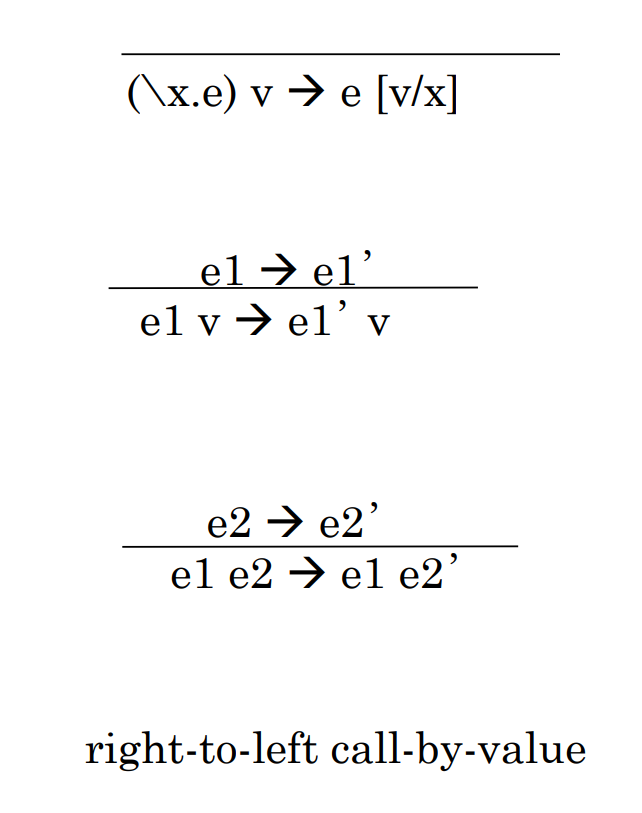 (\x.e) v → e [v/x]
e1 → e1’
e1 v → e1’ v
e2 → e2’
e1 e2 → e1 e2’
right-to-left call-by-value